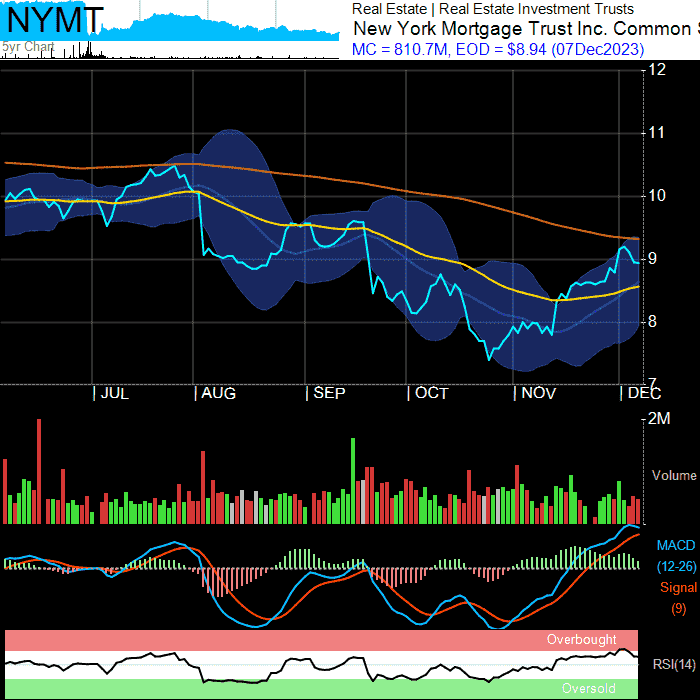 NYMT
5yr Chart
Real Estate | Real Estate Investment Trusts
New York Mortgage Trust Inc. Common S
MC = 810.7M, EOD = $8.94 (07Dec2023)
12
11
10
9
8
7
JUL AUG SEP OCT NOV DEC
2M
Volume
MACD
(12-26)
Signal
(9)
Overbought
RSI(14)
Oversold